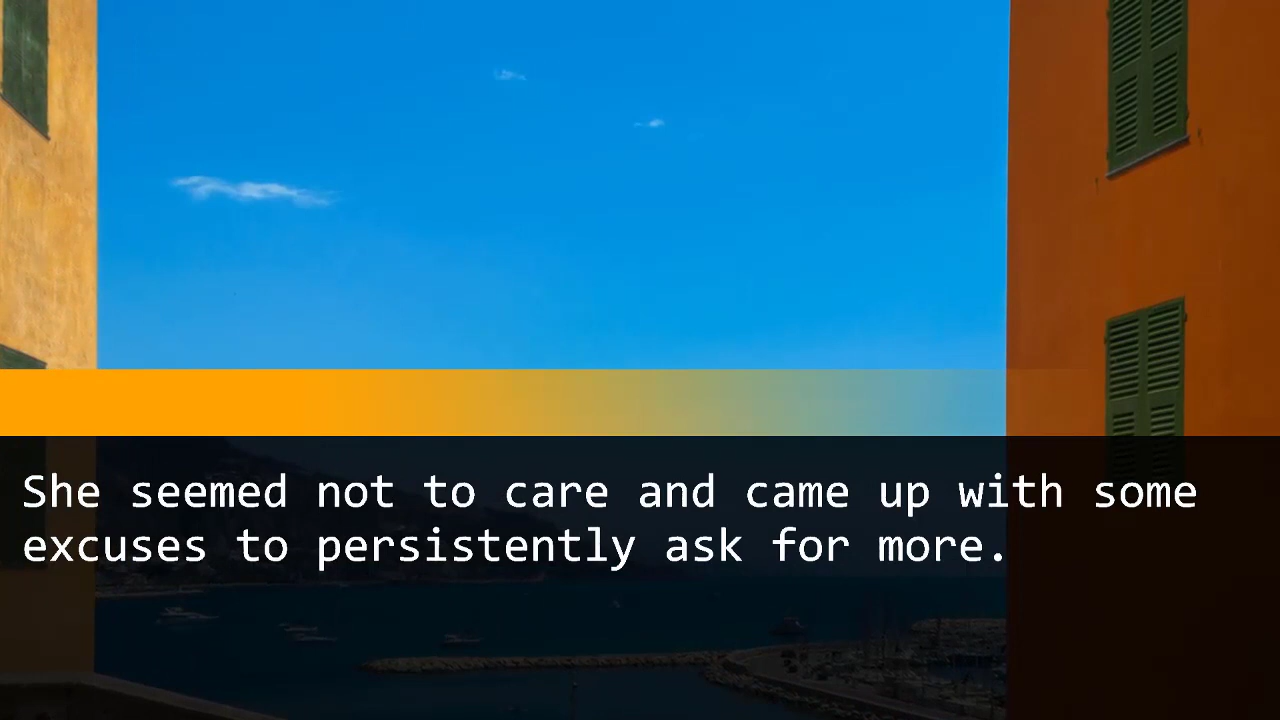 She seemed not to care and came up with some
excuses to persistently ask for more.